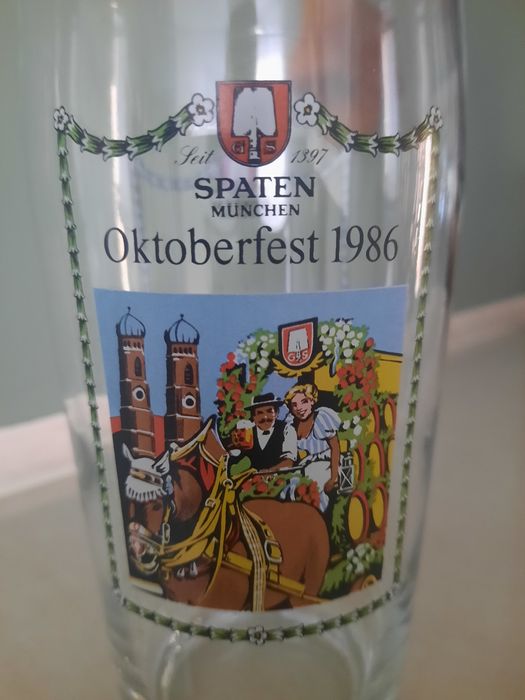 G S
Seit 1397
SPATEN
MÜNCHEN
Oktoberfest 1986
G S